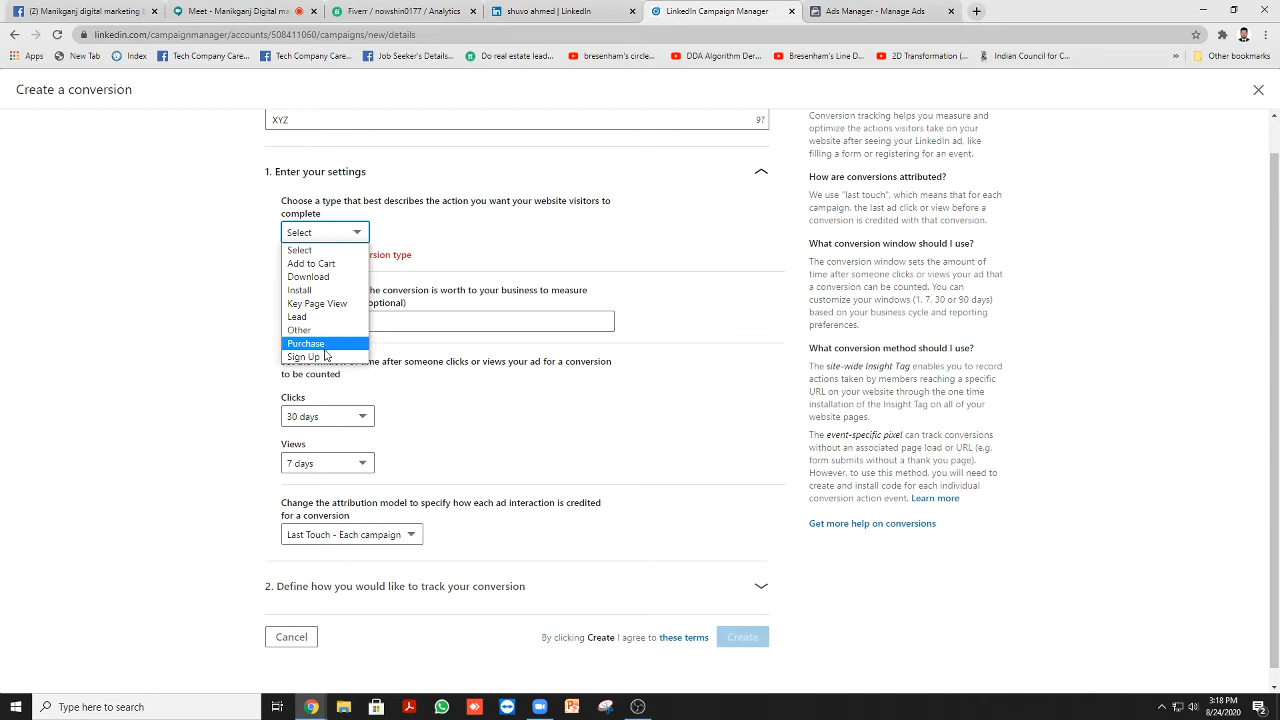 (2) Manikganj digital marketing
Meet - Manikganj Digital ma
Fiverr / nowshin0177 / Analytics
shuvo ahmed | LinkedIn
LinkedIn Campaign Manager
Ads Manager - Manage Ads
linkedin.com/campaignmanager/accounts/508411060/campaigns/new/details
Apps
New Tab
Index
Tech Company Care...
Tech Company Care...
Job Seeker's Details...
Do real estate lead...
bresenham's circle...
DDA Algorithm Der...
Bresenham's Line D...
2D Transformation (...
Indian Council for C...
»
Other bookmarks
Create a conversion
XYZ
97
1. Enter your settings
Choose a type that best describes the action you want your website visitors to
complete
Select
Select
Add to Cart
Download
Install
Key Page View
Lead
Other
Purchase
Sign Up
rsion type
the conversion is worth to your business to measure
optional)
of time after someone clicks or views your ad for a conversion
to be counted
Clicks
30 days
Views
7 days
Change the attribution model to specify how each ad interaction is credited
for a conversion
Last Touch - Each campaign
2. Define how you would like to track your conversion
Cancel
By clicking Create I agree to these terms
Create
Conversion tracking helps you measure and
optimize the actions visitors take on your
website after seeing your LinkedIn ad, like
filling a form or registering for an event.
How are conversions attributed?
We use "last touch", which means that for each
campaign, the last ad click or view before a
conversion is credited with that conversion.
What conversion window should I use?
The conversion window sets the amount of
time after someone clicks or views your ad that
a conversion can be counted. You can
customize your windows (1, 7, 30 or 90 days)
based on your business cycle and reporting
preferences.
What conversion method should I use?
The site-wide Insight Tag enables you to record
actions taken by members reaching a specific
URL on your website through the one time
installation of the Insight Tag on all of your
website pages.
The event-specific pixel can track conversions
without an associated page load or URL (e.g.
form submits without a thank you page).
However, to use this method, you will need to
create and install code for each individual
conversion action event. Learn more
Get more help on conversions
Type here to search
3:18 PM
8/24/2020